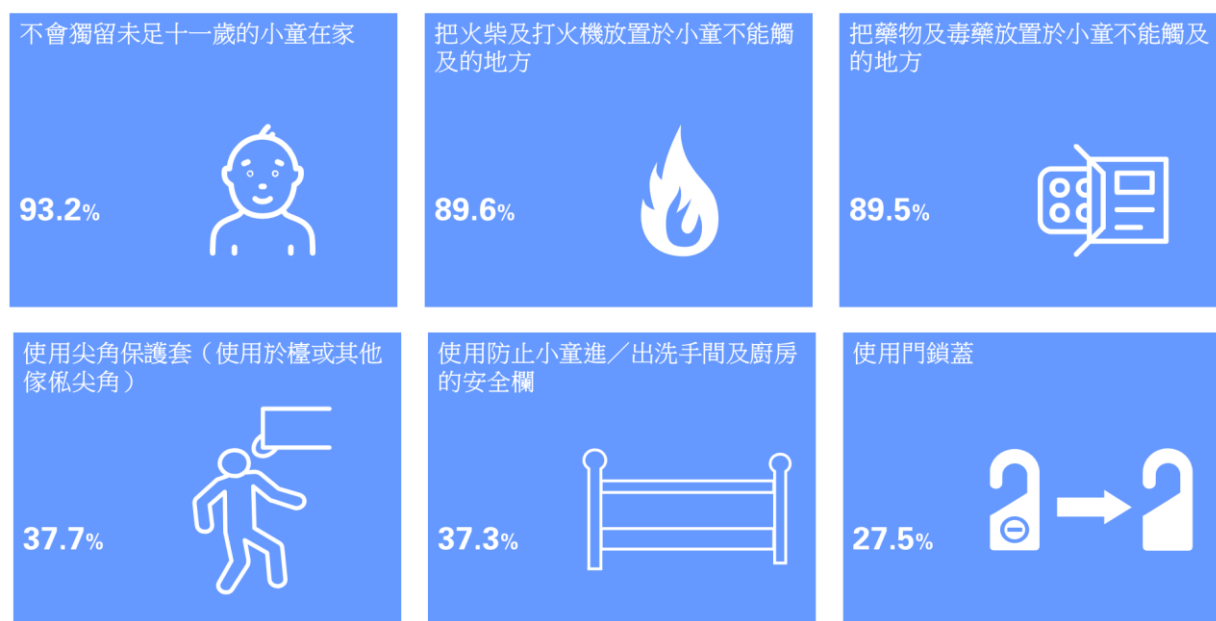 不會獨留未足十一歲的小童在家
93.2%
把火柴及打火機放置於小童不能觸
及的地方
89.6%
把藥物及毒藥放置於小童不能觸及
的地方
89.5%
使用尖角保護套（使用於檯或其他
傢俬尖角）
37.7%
使用防止小童進／出洗手間及廚房
的安全欄
37.3%
使用門鎖蓋
27.5%